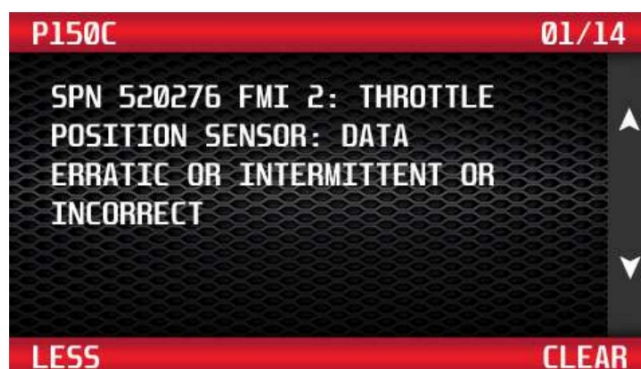 P150C 01/14
SPN 520276 FMI 2: THROTTLE
POSITION SENSOR: DATA
ERRATIC OR INTERMITTENT OR
INCORRECT
LESS CLEAR